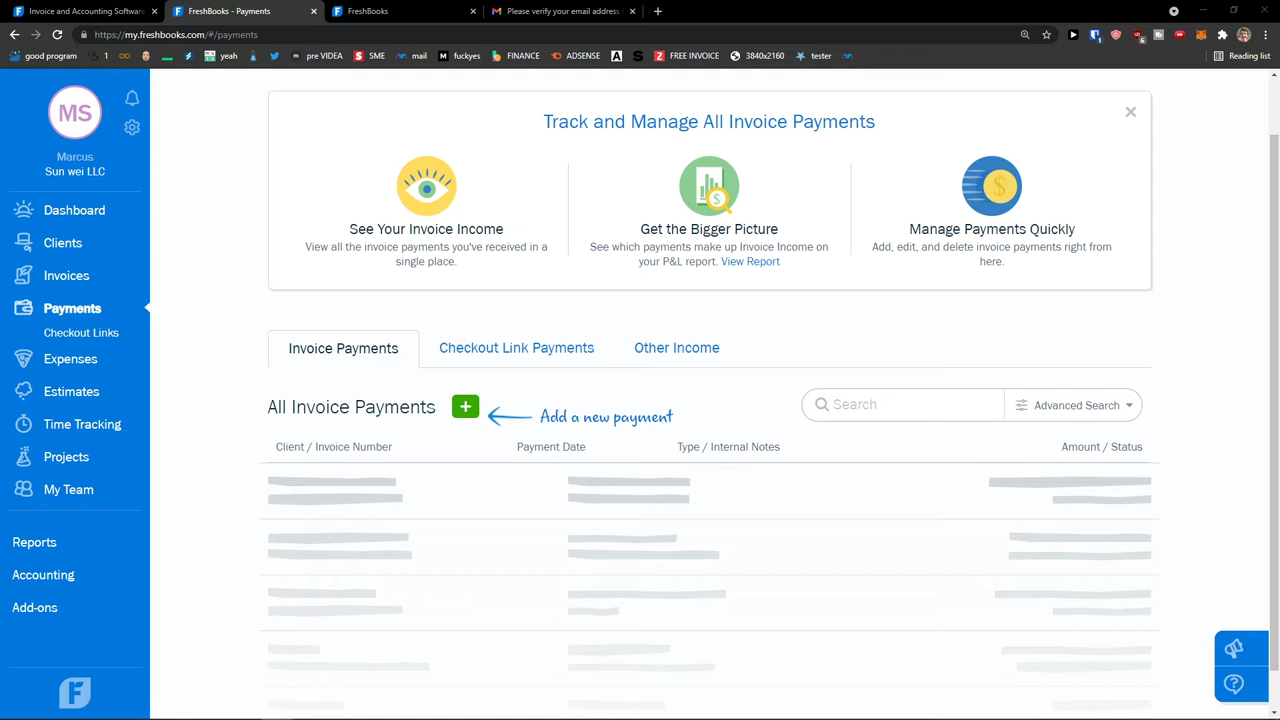 Invoice and Accounting Software
FreshBooks - Payments
FreshBooks
Please verify your email address
https://my.freshbooks.com/#/payments
good program
1
yeah
pre VIDEA
SME
mail
fuckyes
FINANCE
ADSENSE
FREE INVOICE
3840x2160
tester
Reading list
MS
Marcus
Sun wei LLC
Dashboard
Clients
Invoices
Payments
Checkout Links
Expenses
Estimates
Time Tracking
Projects
My Team
Reports
Accounting
Add-ons
Track and Manage All Invoice Payments
See Your Invoice Income
View all the invoice payments you've received in a
single place.
Get the Bigger Picture
See which payments make up Invoice Income on
your P&L report. View Report
Manage Payments Quickly
Add, edit, and delete invoice payments right from
here.
Invoice Payments
Checkout Link Payments
Other Income
All Invoice Payments
Add a new payment
Search
Advanced Search
Client / Invoice Number
Payment Date
Type / Internal Notes
Amount / Status